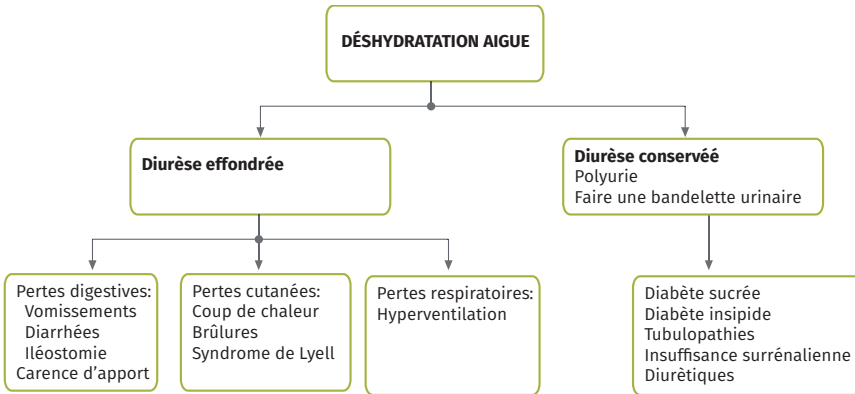 DÉSHYDRATATION AIGUE
Diurèse effondrée
Diurèse conservéé
Polyurie
Faire une bandelette urinaire
Pertes digestives:
Vomissements
Diarrhées
Iléostomie
Carence d’apport
Pertes cutanées:
Coup de chaleur
Brûlures
Syndrome de Lyell
Pertes respiratoires:
Hyperventilation
Diabète sucrée
Diabète insipide
Tubulopathies
Insuffisance surrénalienne
Diurètiques